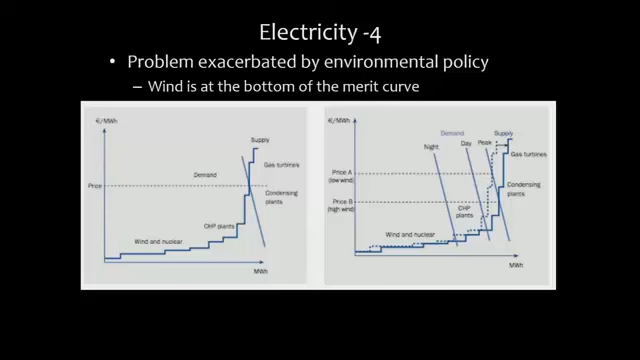 Electricity -4
• Problem exacerbated by environmental policy
– Wind is at the bottom of the merit curve
€/MWh
Supply
Gas turbines
Demand
Price
Condensing
plants
CHP plants
Wind and nuclear
MWh
€/MWh
Demand
Supply
Night
Day
Peak
Gas turbines
Price A
(low wind)
Condensing
plants
Price B
(high wind)
CHP
plants
Wind and nuclear
MWh